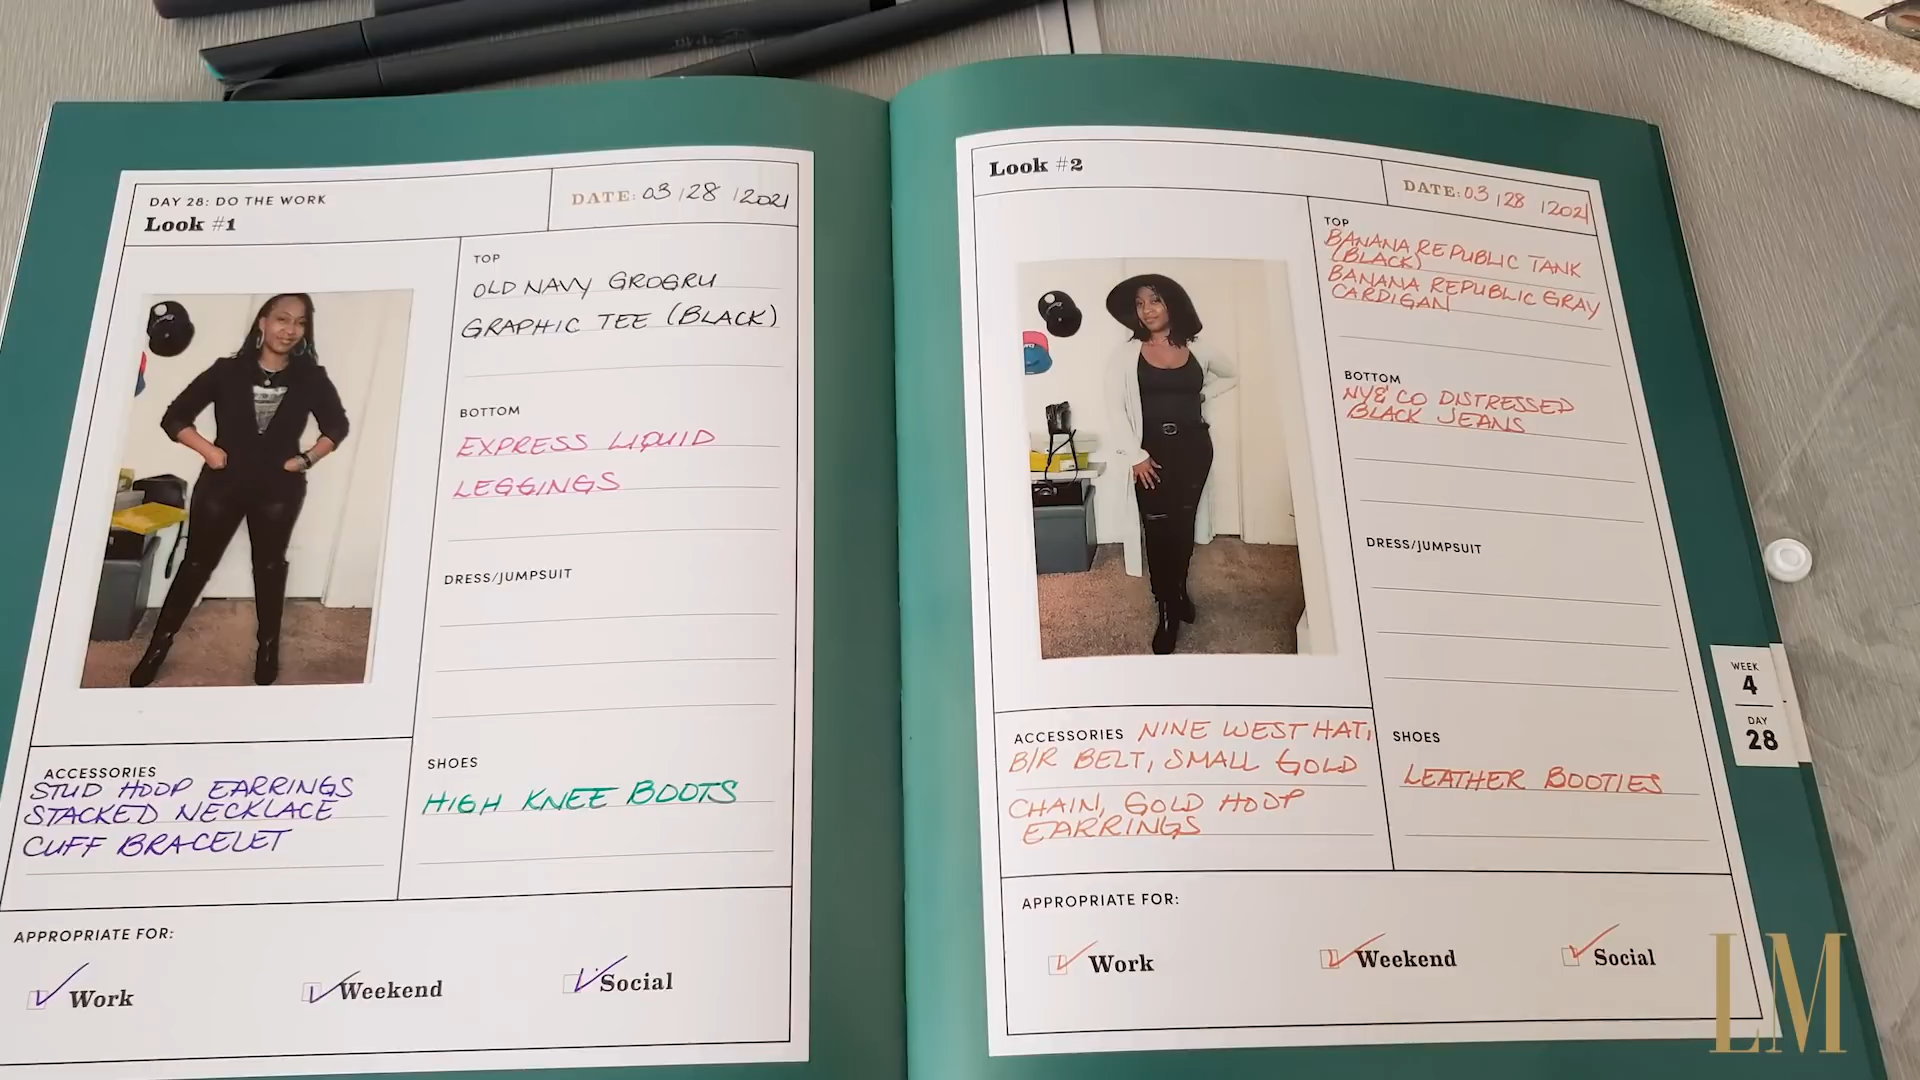 DAY 28: DO THE WORK
Look #1
DATE: 03/28/2021
TOP
OLD NAVY GROGRU
GRAPHIC TEE (BLACK)
BOTTOM
EXPRESS LIQUID
LEGGINGS
DRESS/JUMPSUIT
SHOES
HIGH KNEE BOOTS
ACCESSORIES
STUD HOOP EARRINGS
STACKED NECKLACE
CUFF BRACELET
APPROPRIATE FOR:
Work Weekend Social
Look #2
DATE: 03/28/2021
TOP
BANANA REPUBLIC TANK
(BLACK)
BANANA REPUBLIC GRAY
CARDIGAN
BOTTOM
NY&CO DISTRESSED
BLACK JEANS
DRESS/JUMPSUIT
ACCESSORIES NINE WEST HAT,
B/R BELT, SMALL GOLD
CHAIN, GOLD HOOP
EARRINGS
SHOES
LEATHER BOOTIES
APPROPRIATE FOR:
Work Weekend Social
WEEK
4
DAY
28
LM